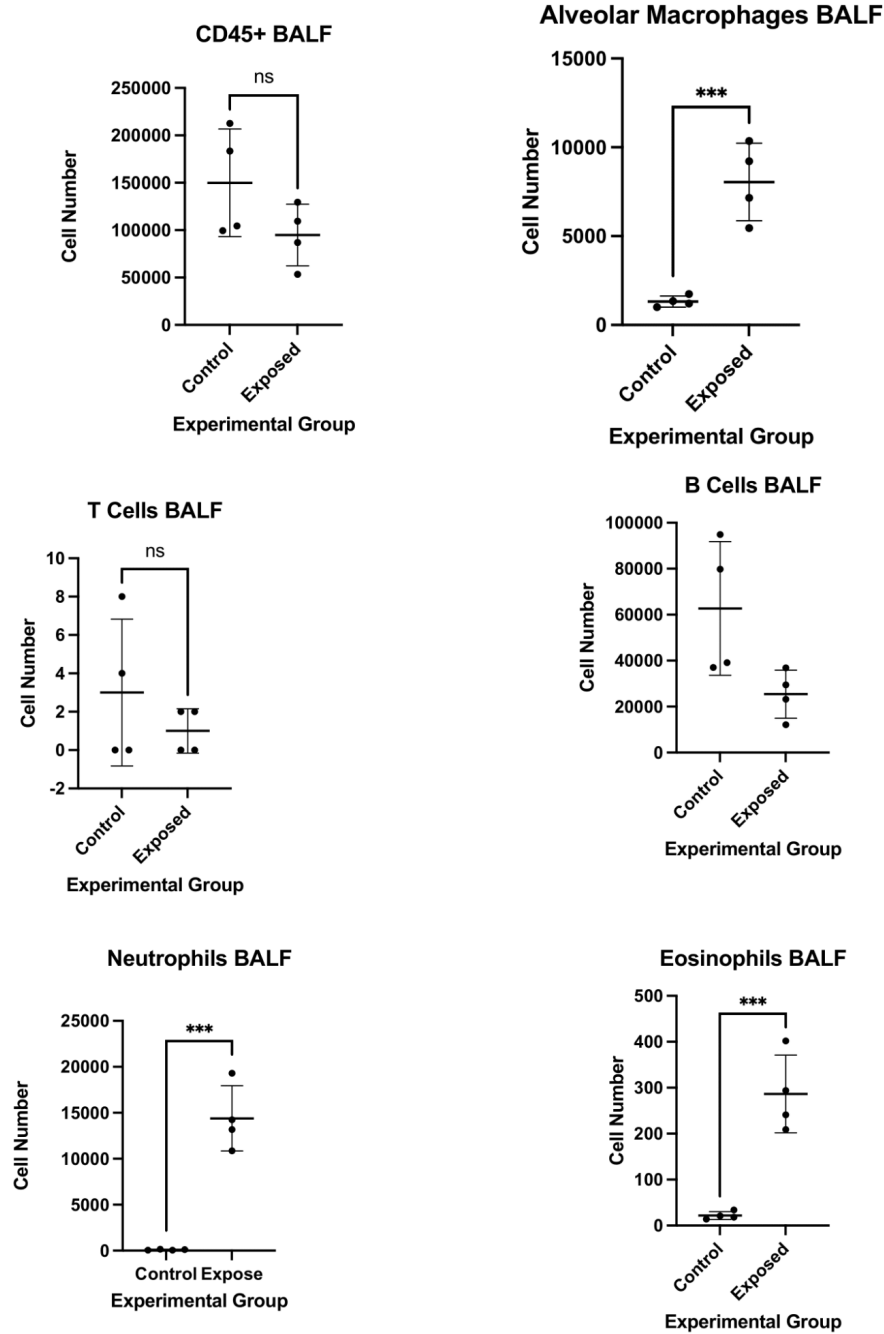 CD45+ BALF
ns
250000
200000
150000
100000
50000
0
Cell Number
Control
Exposed
Experimental Group
Alveolar Macrophages BALF
***
15000
10000
5000
0
Cell Number
Control
Exposed
Experimental Group
T Cells BALF
ns
10
8
6
4
2
0
-2
Cell Number
Control
Exposed
Experimental Group
B Cells BALF
100000
80000
60000
40000
20000
0
Cell Number
Control
Exposed
Experimental Group
Neutrophils BALF
***
25000
20000
15000
10000
5000
0
Cell Number
Control Expose
Experimental Group
Eosinophils BALF
***
500
400
300
200
100
0
Cell Number
Control
Exposed
Experimental Group